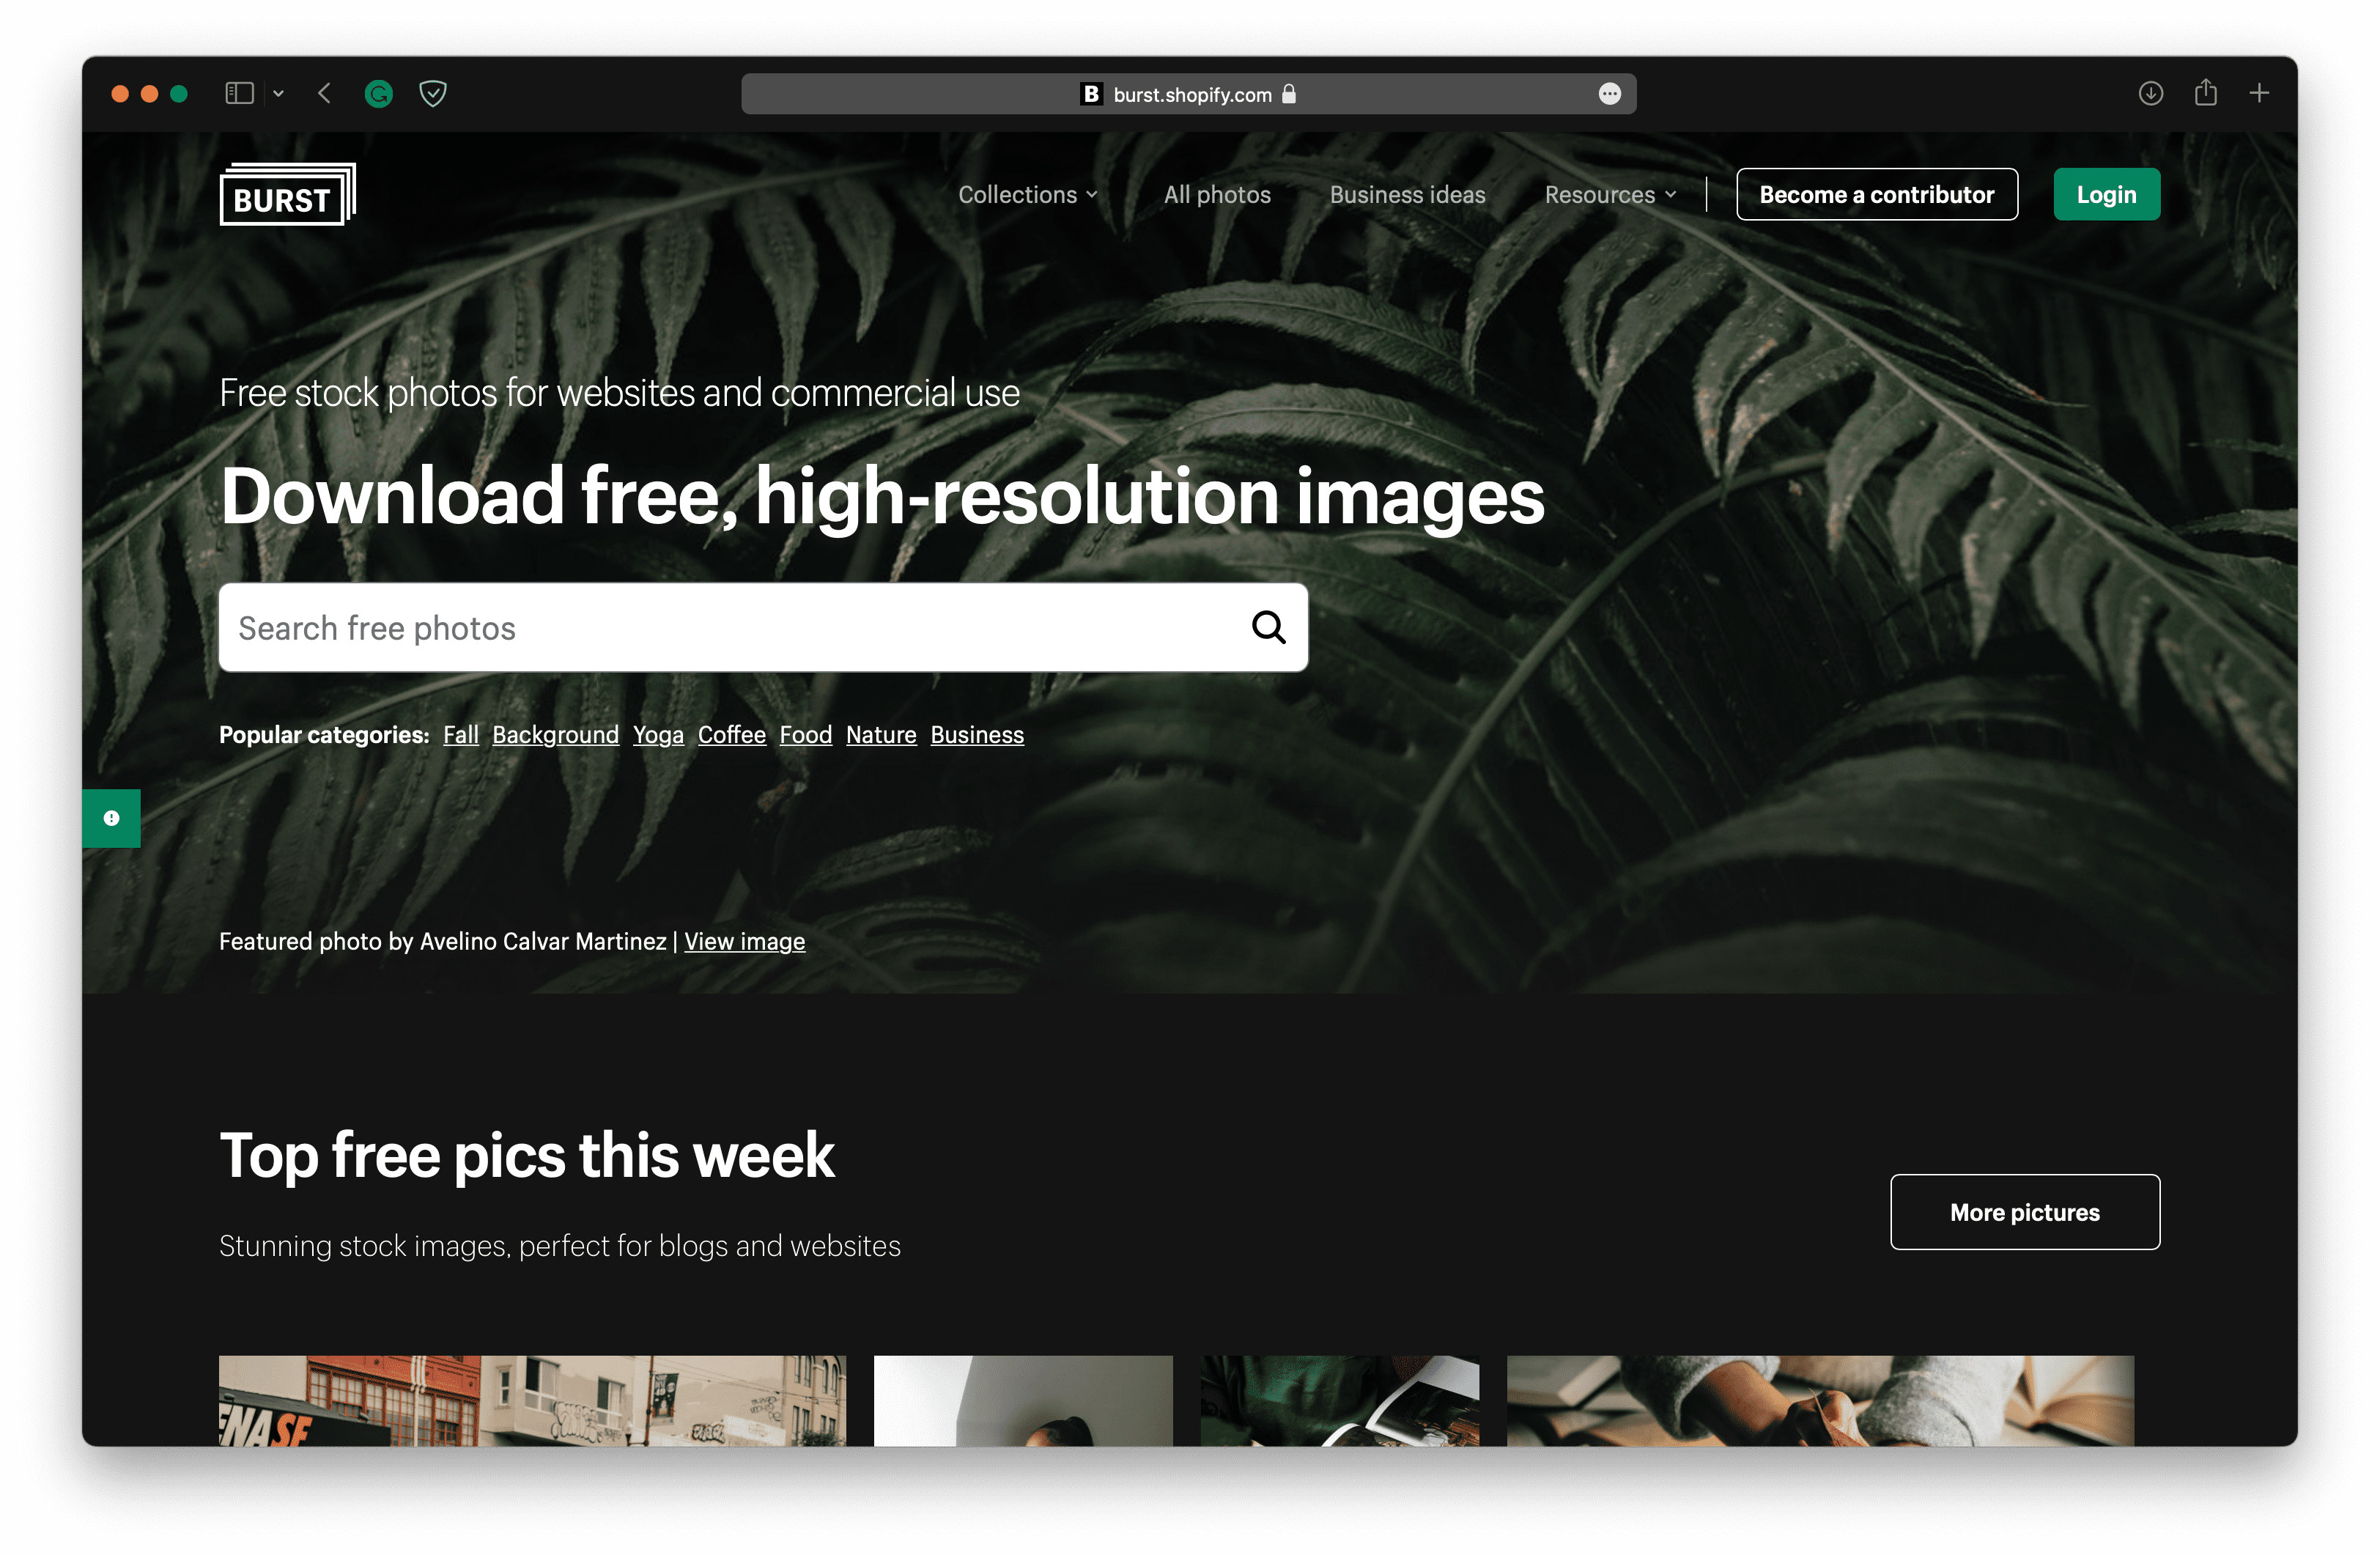 B burst.shopify.com
BURST
Collections All photos Business ideas Resources Become a contributor Login
Free stock photos for websites and commercial use
Download free, high-resolution images
Search free photos
Popular categories: Fall Background Yoga Coffee Food Nature Business
Featured photo by Avelino Calvar Martinez | View image
Top free pics this week
More pictures
Stunning stock images, perfect for blogs and websites
ENASE